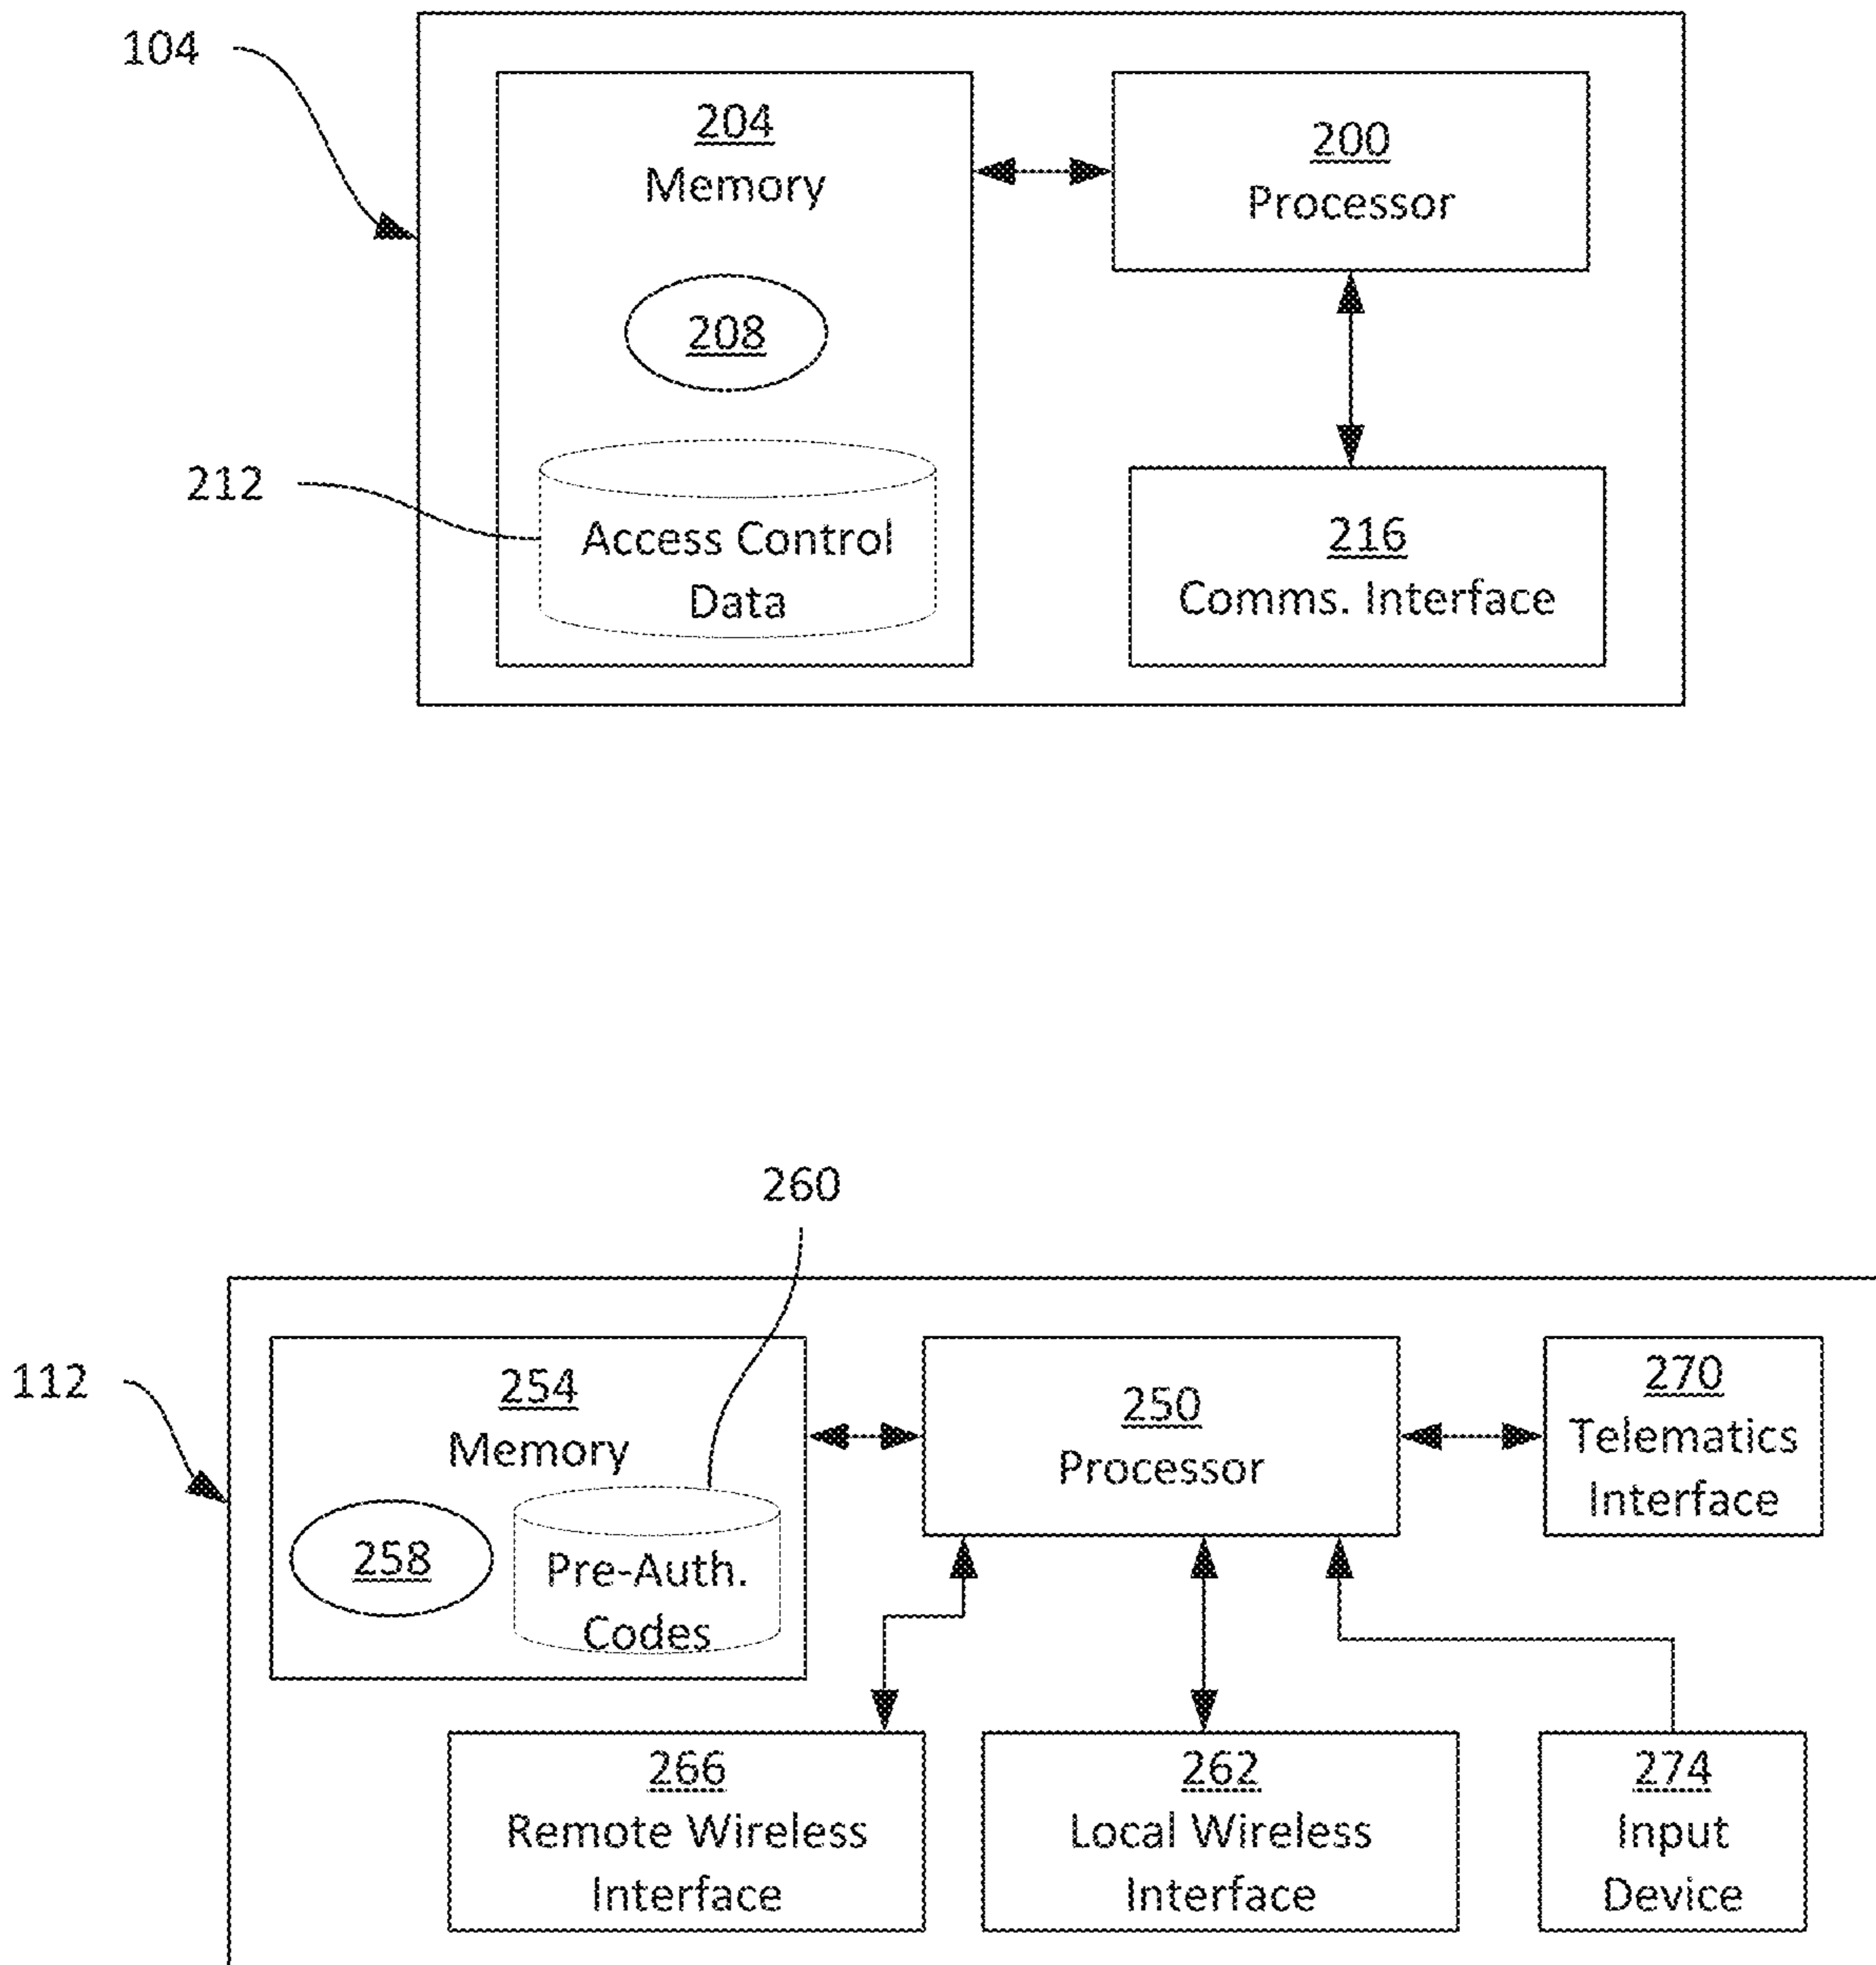 104
204
Memory
200
Processor
208
212
Access Control
Data
216
Comms. Interface
260
112
254
Memory
250
Processor
270
Telematics
Interface
258
Pre-Auth.
Codes
266
Remote Wireless
Interface
262
Local Wireless
Interface
274
Input
Device